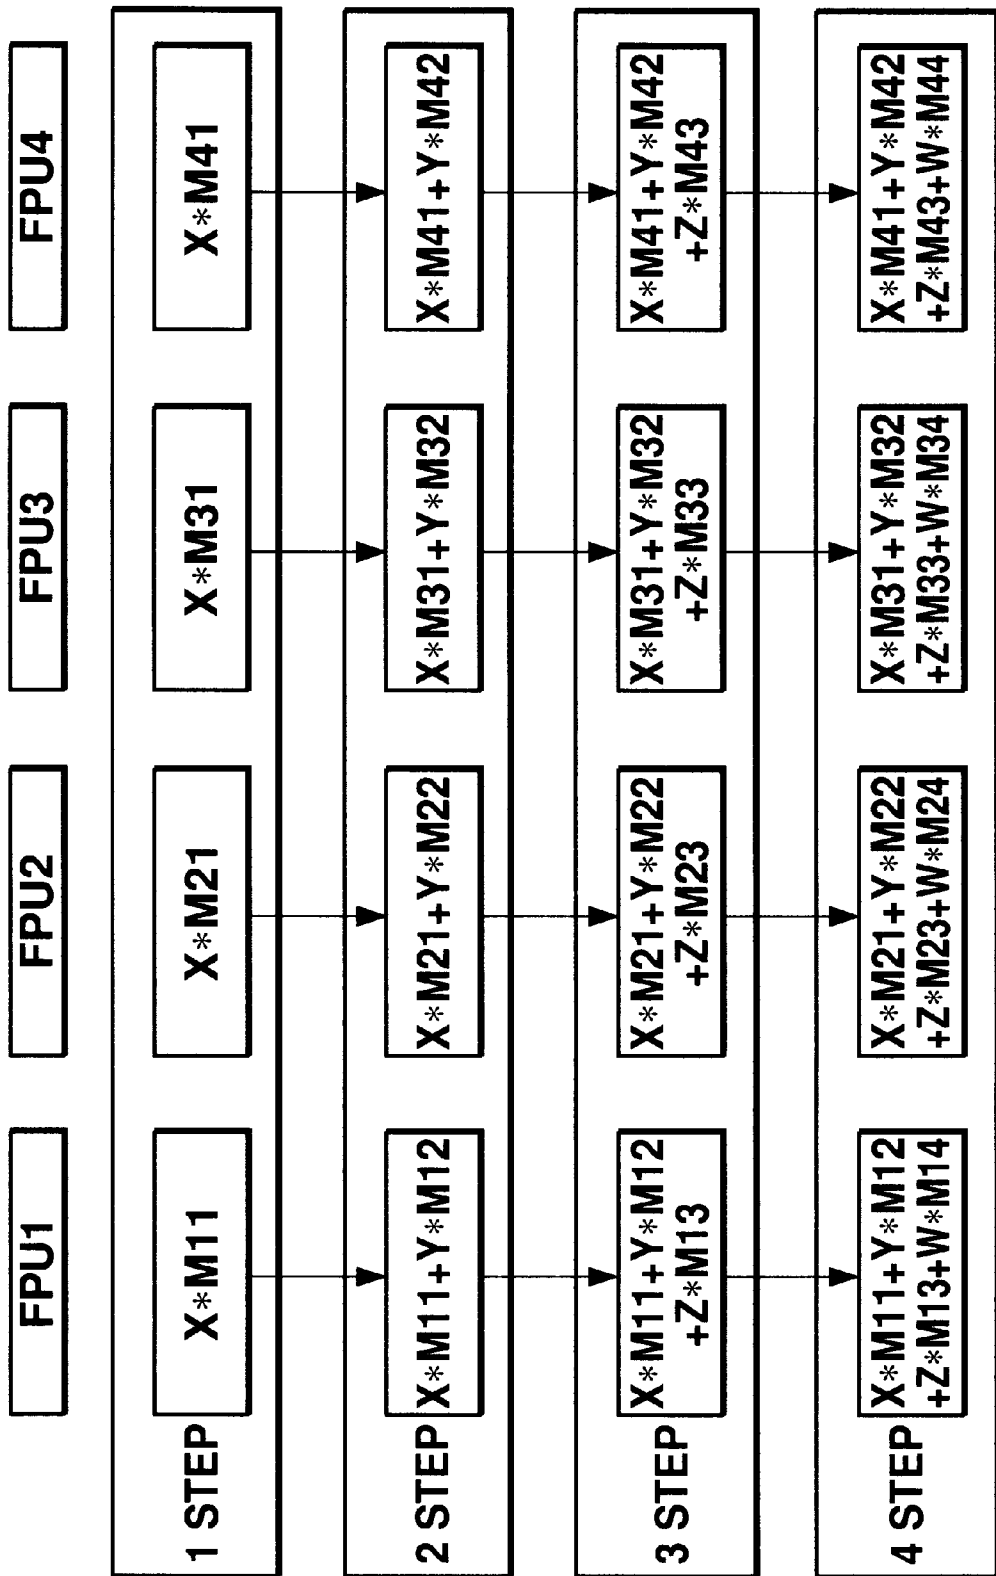 FPU1
FPU2
FPU3
FPU4
1 STEP
X*M11
X*M21
X*M31
X*M41
2 STEP
X*M11+Y*M12
X*M21+Y*M22
X*M31+Y*M32
X*M41+Y*M42
3 STEP
X*M11+Y*M12
+Z*M13
X*M21+Y*M22
+Z*M23
X*M31+Y*M32
+Z*M33
X*M41+Y*M42
+Z*M43
4 STEP
X*M11+Y*M12
+Z*M13+W*M14
X*M21+Y*M22
+Z*M23+W*M24
X*M31+Y*M32
+Z*M33+W*M34
X*M41+Y*M42
+Z*M43+W*M44